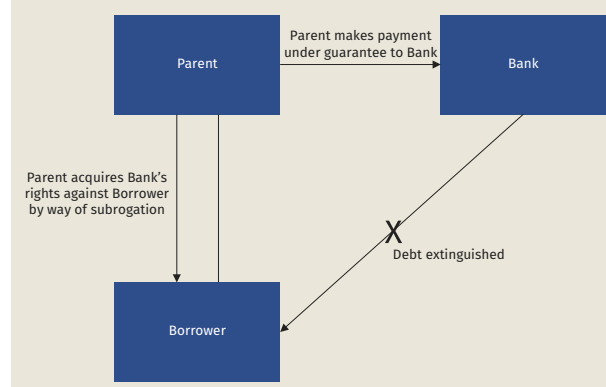 Parent makes payment
under guarantee to Bank
Parent
Bank
Parent acquires Bank’s
rights against Borrower
by way of subrogation
X
Debt extinguished
Borrower